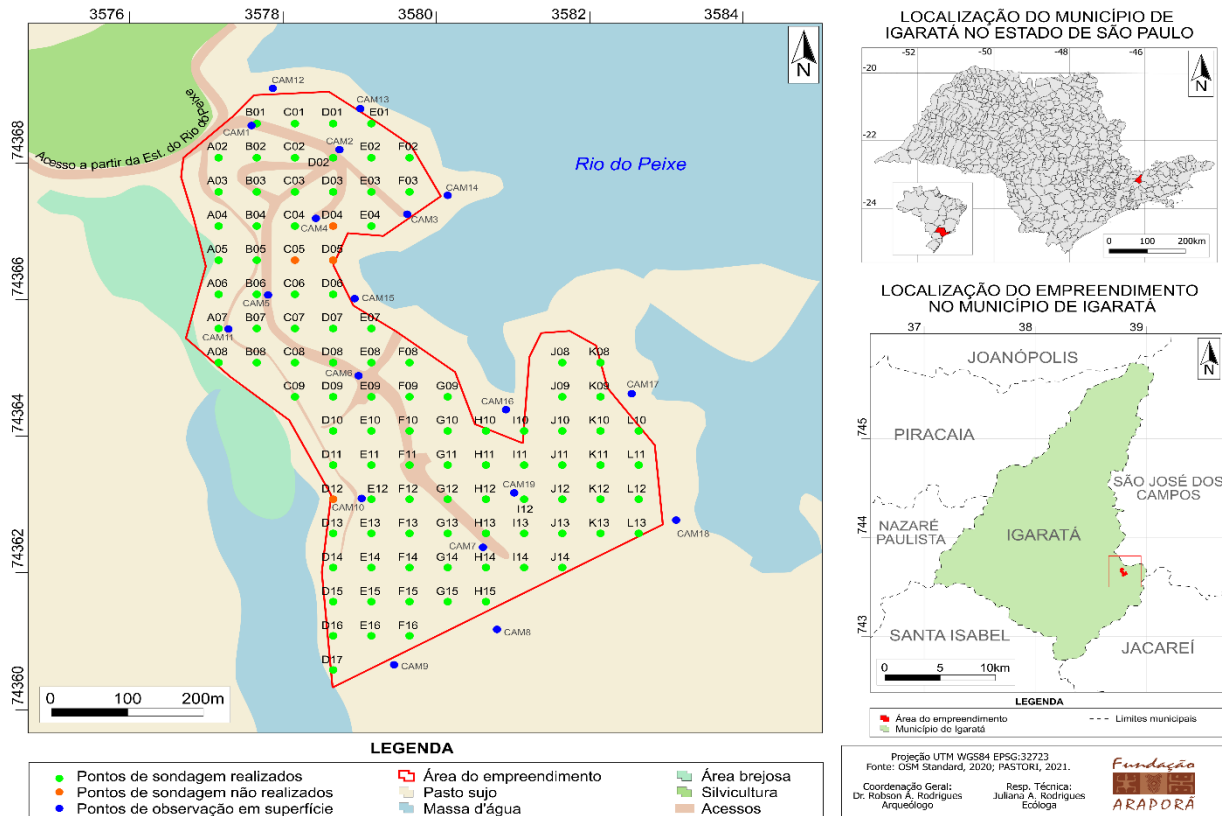 3576 3578 3580 3582 3584
74368
74366
74364
74362
74360
N
CAM12
CAM13
B01 C01 D01 E01
CAM1
CAM2
Acesso a partir da Est. do Rio do Peixe
A02 B02 C02 D02 E02 F02
Rio do Peixe
A03 B03 C03 D03 E03 F03
CAM14
CAM3
A04 B04 C04 D04 E04
CAM4
A05 B05 C05 D05
A06 B06 C06 D06
CAM5
CAM15
A07 B07 C07 D07 E07
CAM11
A08 B08 C08 D08 E08 F08 J08 K08
CAM6
C09 D09 E09 F09 G09 J09 K09
CAM17
CAM16
D10 E10 F10 G10 H10 I10 J10 K10 L10
D11 E11 F11 G11 H11 I11 J11 K11 L11
D12 E12 F12 G12 H12 I12 J12 K12 L12
CAM10
CAM19
D13 E13 F13 G13 H13 I13 J13 K13 L13
CAM18
CAM7
D14 E14 F14 G14 H14 I14 J14
D15 E15 F15 G15 H15
D16 E16 F16
CAM8
D17
CAM9
0 100 200m
LEGENDA
Pontos de sondagem realizados
Pontos de sondagem não realizados
Pontos de observação em superfície
Área do empreendimento
Pasto sujo
Massa d'água
Área brejosa
Silvicultura
Acessos
LOCALIZAÇÃO DO MUNICÍPIO DE
IGARATÁ NO ESTADO DE SÃO PAULO
-52 -50 -48 -46
-20
-22
-24
N
0 100 200km
LOCALIZAÇÃO DO EMPREENDIMENTO
NO MUNICÍPIO DE IGARATÁ
37 38 39
745
744
743
N
JOANÓPOLIS
PIRACAIA
SÃO JOSÉ DOS
CAMPOS
NAZARÉ
PAULISTA
IGARATÁ
SANTA ISABEL
JACAREÍ
0 5 10km
LEGENDA
Área do empreendimento
Município de Igaratá
Limites municipais
Projeção UTM WGS84 EPSG:32723
Fonte: OSM Standard, 2020; PASTORI, 2021.
Coordenação Geral:
Dr. Robson A. Rodrigues
Arqueólogo
Resp. Técnica:
Juliana A. Rodrigues
Ecóloga
Fundação
ARAPORÃ